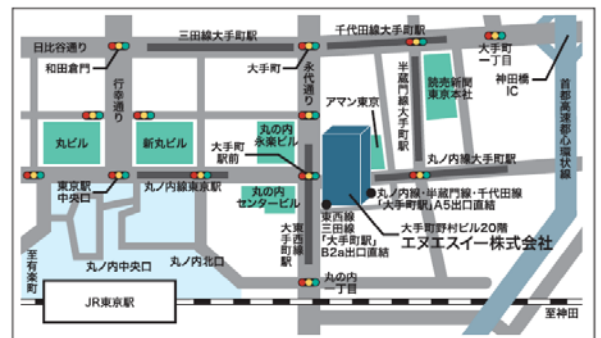 千代田線大手町駅
日比谷通り
三田線大手町駅
和田倉門
大手町
永代通り
大手町
一丁目
神田橋
IC
行幸通り
半蔵門線大手町駅
読売新聞
東京本社
首都高速都心環状線
アマン東京
丸ビル
新丸ビル
丸の内
永楽ビル
大手町
駅前
丸ノ内線大手町駅
東京駅
中央口
丸ノ内線東京駅
丸の内
センタービル
丸ノ内線・半蔵門線・千代田線
「大手町駅」A5出口直結
東西線
三田線
「大手町駅」
B2a出口直結
東西線
大手町駅
大手町野村ビル20階
エヌエスイー株式会社
至有楽町
丸ノ内中央口
丸ノ内北口
丸の内
一丁目
JR東京駅
至神田